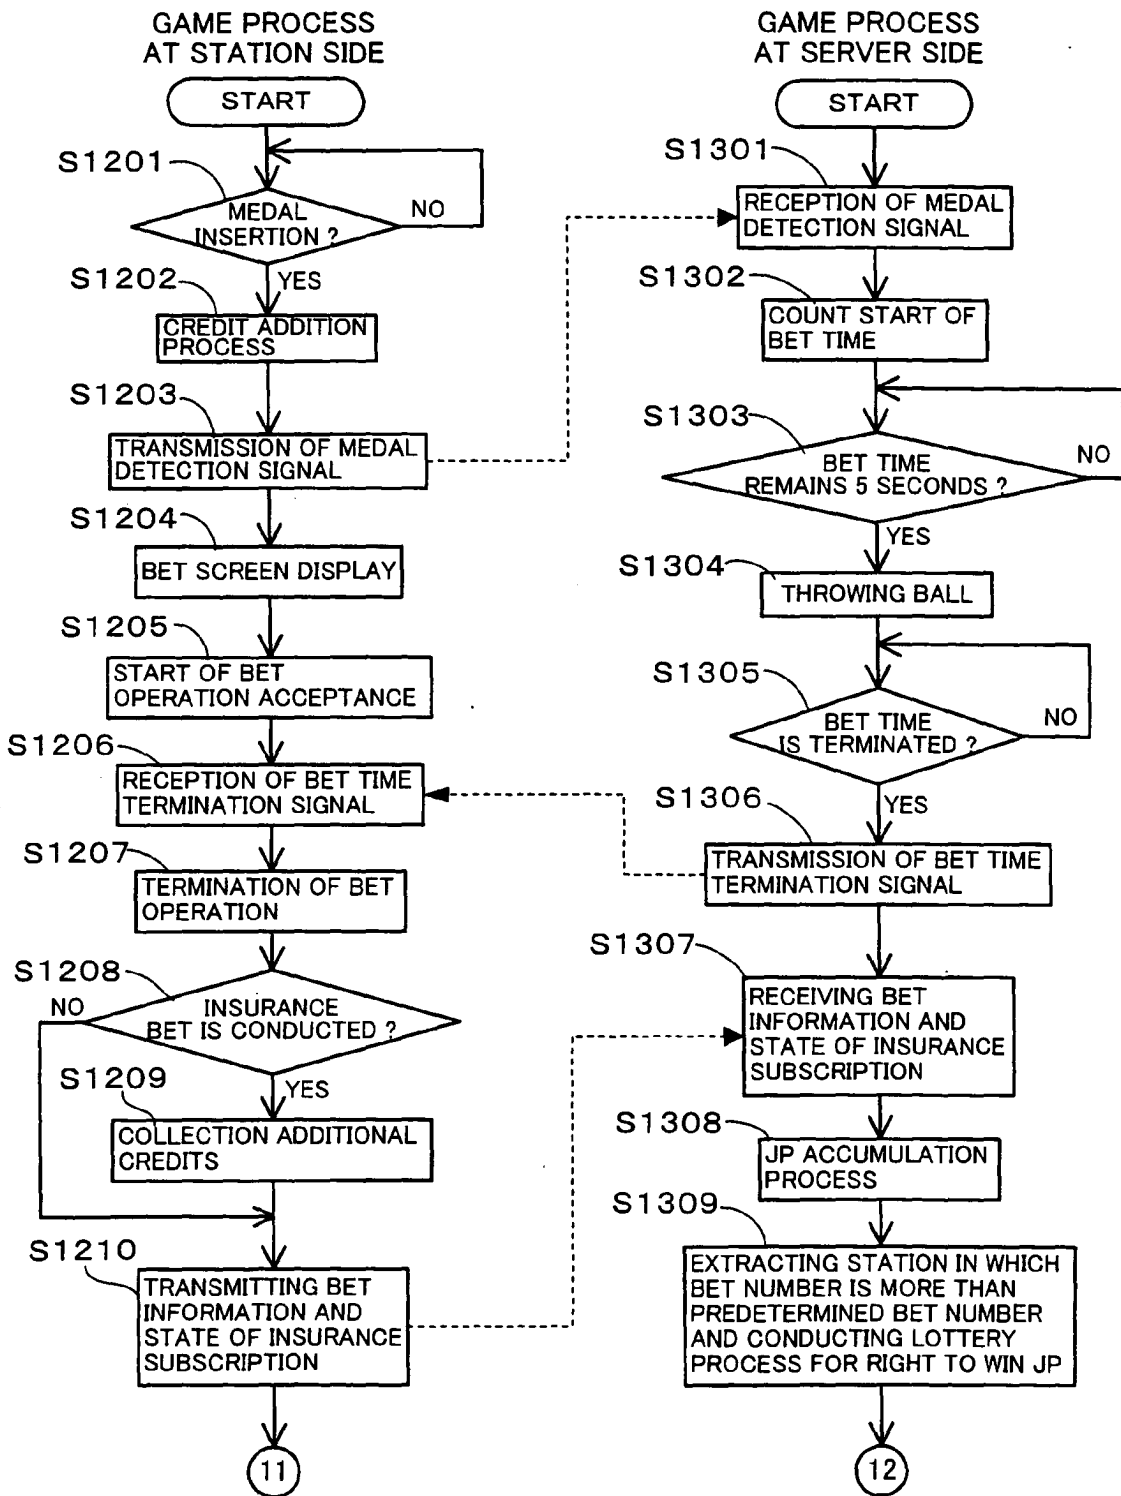 GAME PROCESS
AT STATION SIDE
START
S1201
MEDAL
INSERTION ?
NO
YES
S1202
CREDIT ADDITION
PROCESS
S1203
TRANSMISSION OF MEDAL
DETECTION SIGNAL
S1204
BET SCREEN DISPLAY
S1205
START OF BET
OPERATION ACCEPTANCE
S1206
RECEPTION OF BET TIME
TERMINATION SIGNAL
S1207
TERMINATION OF BET
OPERATION
S1208
NO
INSURANCE
BET IS CONDUCTED ?
YES
S1209
COLLECTION ADDITIONAL
CREDITS
S1210
TRANSMITTING BET
INFORMATION AND
STATE OF INSURANCE
SUBSCRIPTION
11
GAME PROCESS
AT SERVER SIDE
START
S1301
RECEPTION OF MEDAL
DETECTION SIGNAL
S1302
COUNT START OF
BET TIME
S1303
BET TIME
REMAINS 5 SECONDS ?
NO
YES
S1304
THROWING BALL
S1305
BET TIME
IS TERMINATED ?
NO
YES
S1306
TRANSMISSION OF BET TIME
TERMINATION SIGNAL
S1307
RECEIVING BET
INFORMATION AND
STATE OF INSURANCE
SUBSCRIPTION
S1308
JP ACCUMULATION
PROCESS
S1309
EXTRACTING STATION IN WHICH
BET NUMBER IS MORE THAN
PREDETERMINED BET NUMBER
AND CONDUCTING LOTTERY
PROCESS FOR RIGHT TO WIN JP
12